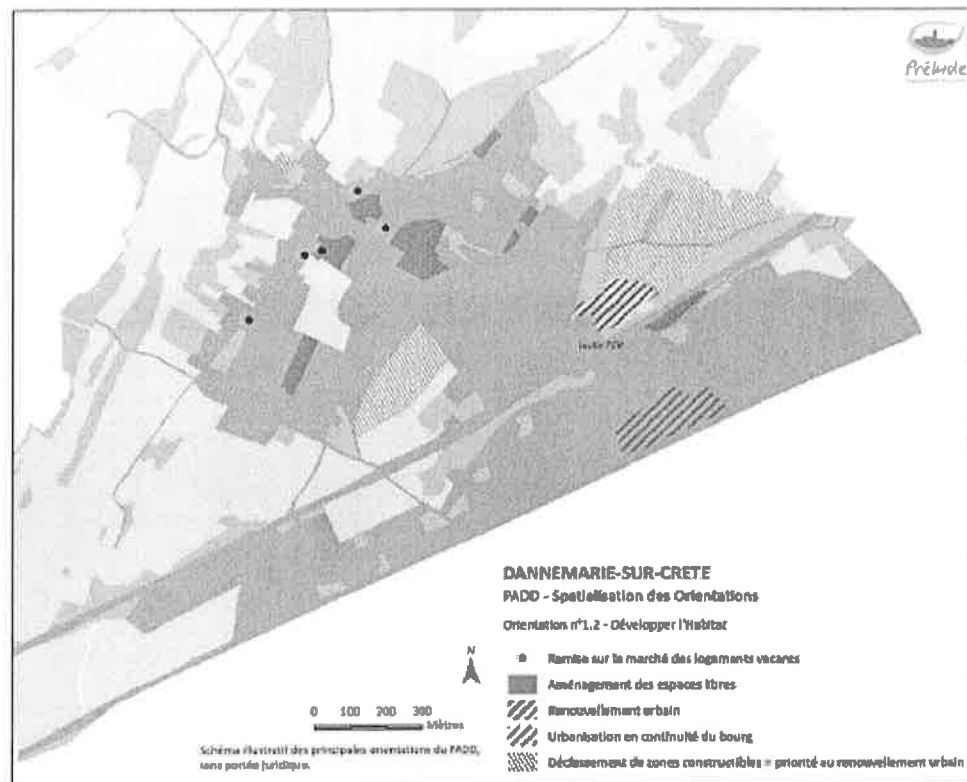 Prélude
DANNEMARIE-SUR-CRETE
PADD - Spatialisation des Orientations
Orientation n°1.2 - Développer l'Habitat
N
Remise sur le marché des logements vacants
Aménagement des espaces libres
Renouvellement urbain
Urbanisation en continuité du bourg
Déclassement de zones constructibles = priorité au renouvellement urbain
0 100 200 300
Mètres
Schéma illustratif des principales orientations du PADD,
sans portée juridique.